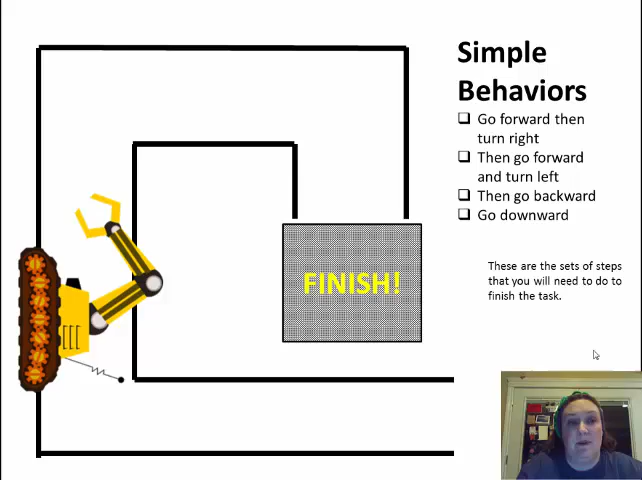 Simple
Behaviors
❑ Go forward then
turn right
❑ Then go forward
and turn left
❑ Then go backward
❑ Go downward
These are the sets of steps
that you will need to do to
finish the task.
FINISH!